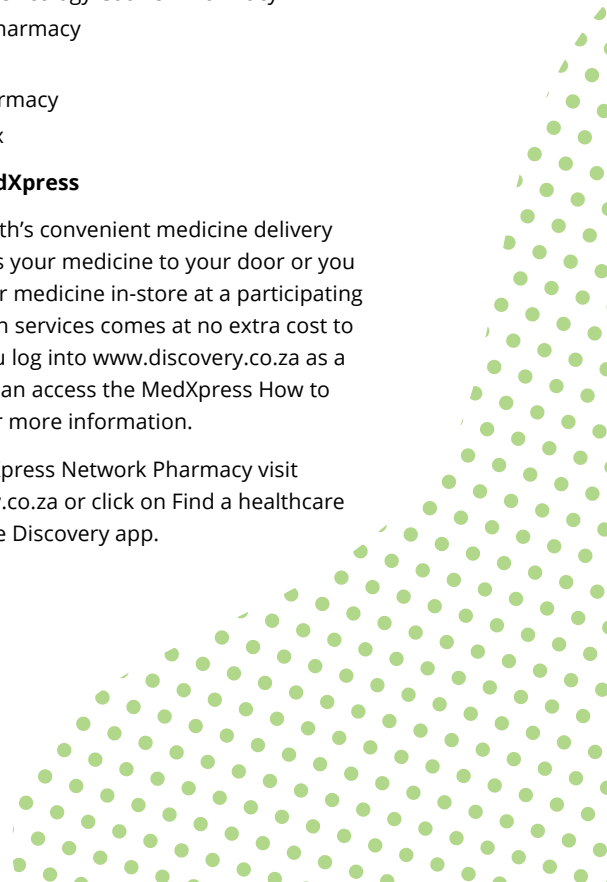 harmacy
rmacy
x
dXpress
th’s convenient medicine delivery
s your medicine to your door or you
r medicine in-store at a participating
n services comes at no extra cost to
u log into www.discovery.co.za as a
an access the MedXpress How to
r more information.
press Network Pharmacy visit
.co.za or click on Find a healthcare
e Discovery app.